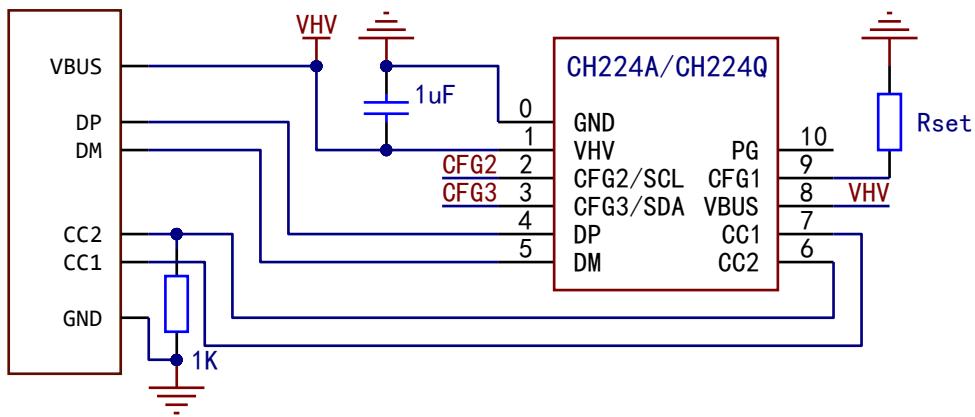 VHV
VBUS
DP
DM
CC2
CC1
GND
1K
1uF
CH224A/CH224Q
0 GND
1 VHV
CFG2 2 CFG2/SCL
CFG3 3 CFG3/SDA
4 DP
5 DM
PG 10
CFG1 9
VBUS 8 VHV
CC1 7
CC2 6
Rset